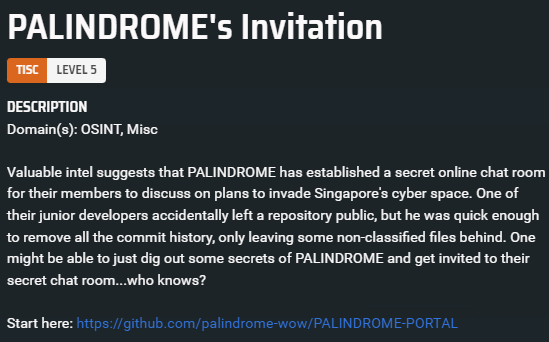 PALINDROME's Invitation
TISC LEVEL 5
DESCRIPTION
Domain(s): OSINT, Misc
Valuable intel suggests that PALINDROME has established a secret online chat room
for their members to discuss on plans to invade Singapore's cyber space. One of
their junior developers accidentally left a repository public, but he was quick enough
to remove all the commit history, only leaving some non-classified files behind. One
might be able to just dig out some secrets of PALINDROME and get invited to their
secret chat room...who knows?
Start here: https://github.com/palindrome-wow/PALINDROME-PORTAL